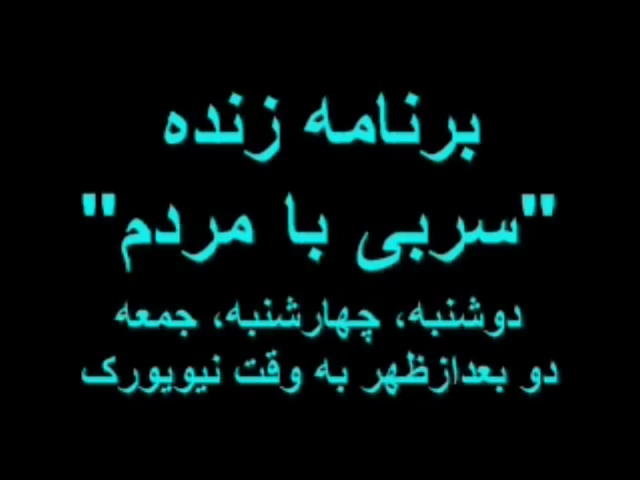 برنامه زنده
"سربی با مردم"
دوشنبه، چهارشنبه، جمعه
دو بعدازظهر به وقت نیویورک